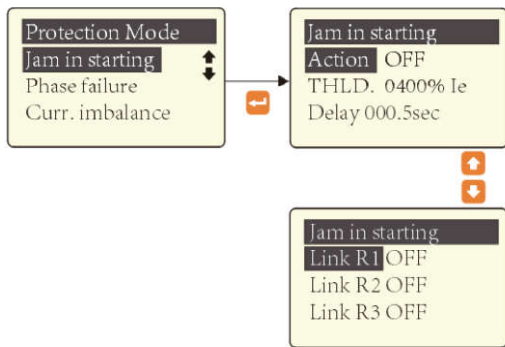 Protection Mode
Jam in starting
Phase failure
Curr. imbalance
Jam in starting
Action OFF
THLD. 0400% Ie
Delay 000.5sec
Jam in starting
Link R1 OFF
Link R2 OFF
Link R3 OFF